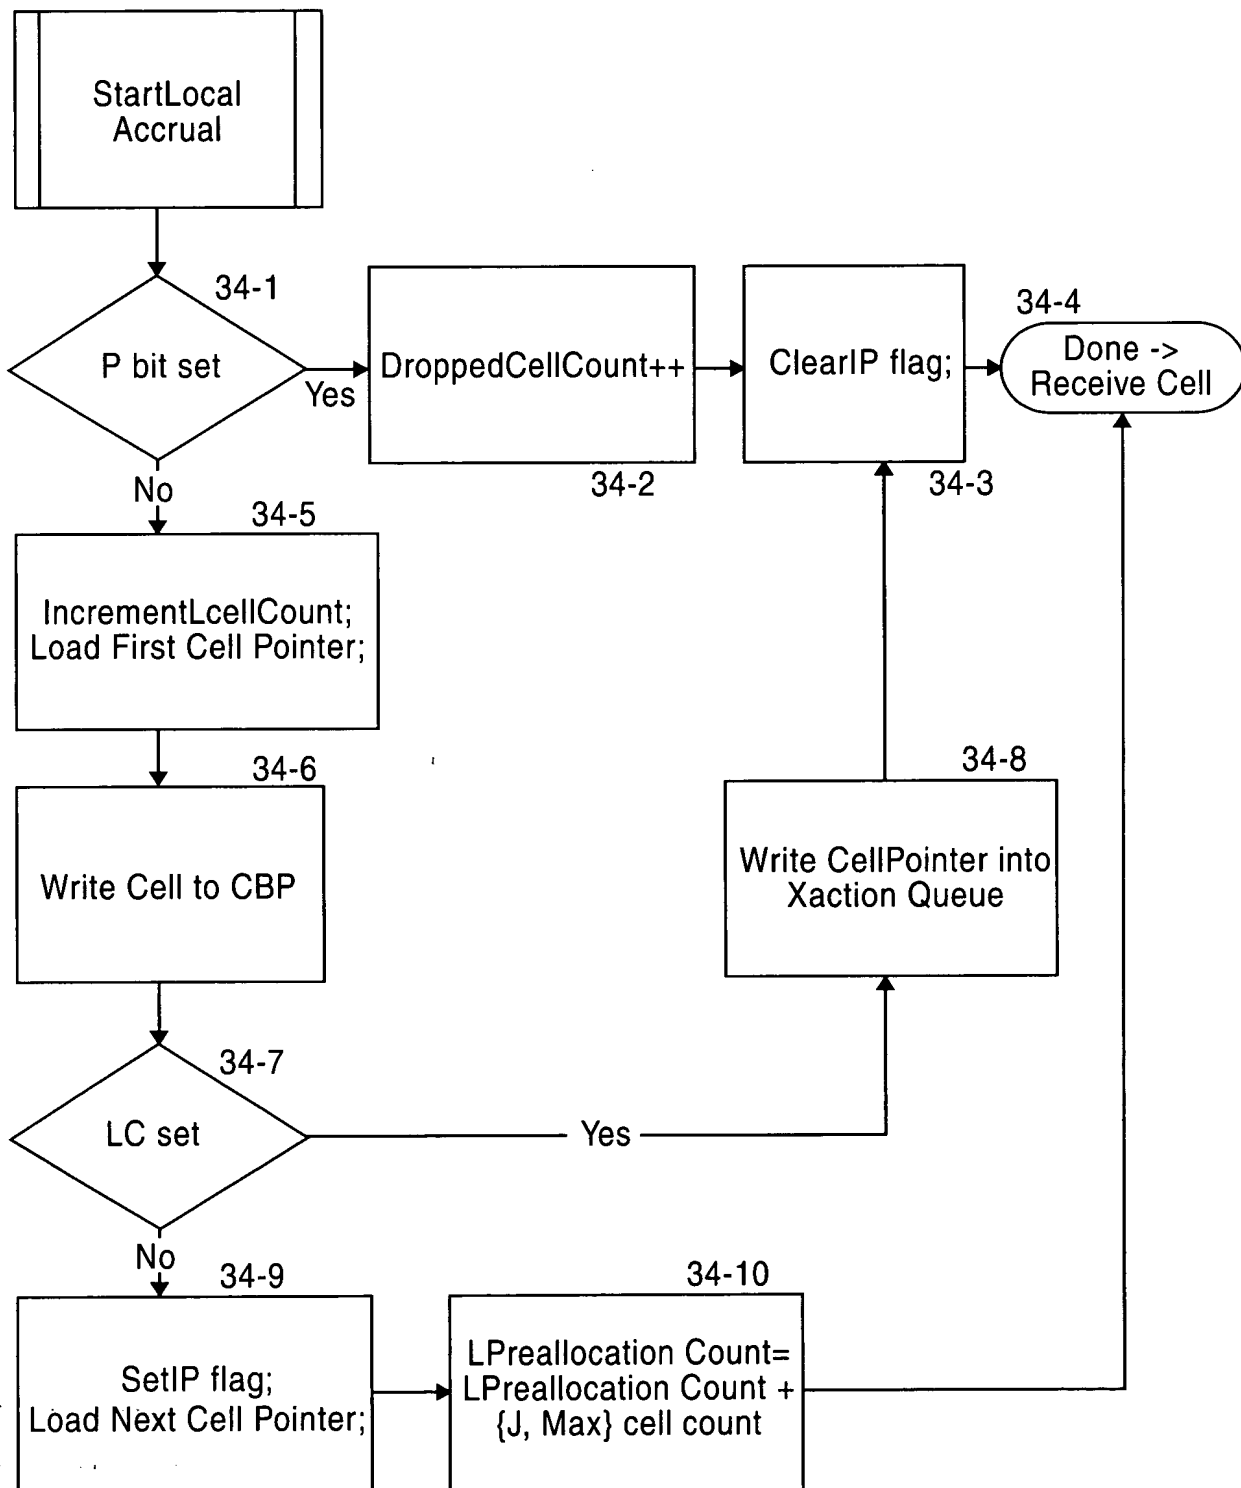 StartLocal
Accrual
34-1
P bit set
Yes
No
DroppedCellCount++
34-2
ClearIP flag;
34-3
34-4
Done ->
Receive Cell
34-5
IncrementLcellCount;
Load First Cell Pointer;
34-6
Write Cell to CBP
34-7
LC set
Yes
No
34-8
Write CellPointer into
Xaction Queue
34-9
SetIP flag;
Load Next Cell Pointer;
34-10
LPreallocation Count=
LPreallocation Count +
{J, Max} cell count